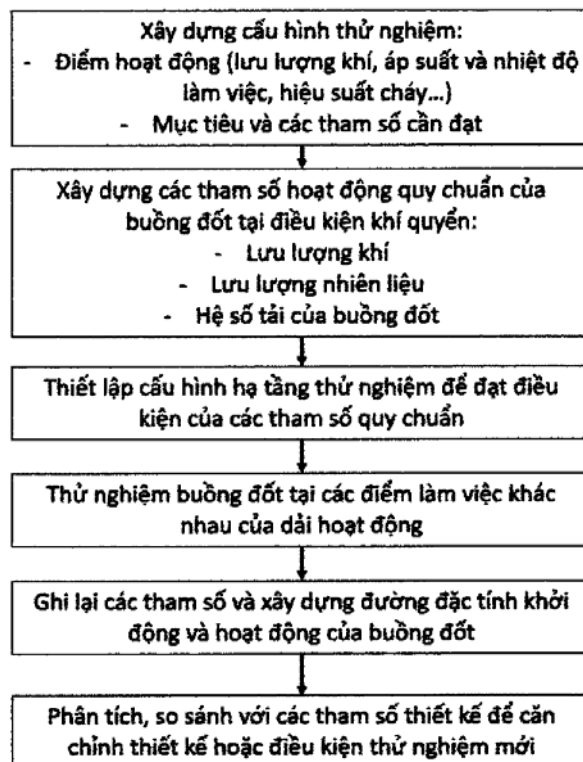 Xây dựng cấu hình thử nghiệm:
- Điểm hoạt động (lưu lượng khí, áp suất và nhiệt độ
làm việc, hiệu suất cháy...)
- Mục tiêu và các tham số cần đạt
Xây dựng các tham số hoạt động quy chuẩn của
buồng đốt tại điều kiện khí quyển:
- Lưu lượng khí
- Lưu lượng nhiên liệu
- Hệ số tải của buồng đốt
Thiết lập cấu hình hạ tầng thử nghiệm để đạt điều
kiện của các tham số quy chuẩn
Thử nghiệm buồng đốt tại các điểm làm việc khác
nhau của dải hoạt động
Ghi lại các tham số và xây dựng đường đặc tính khởi
động và hoạt động của buồng đốt
Phân tích, so sánh với các tham số thiết kế để căn
chỉnh thiết kế hoặc điều kiện thử nghiệm mới